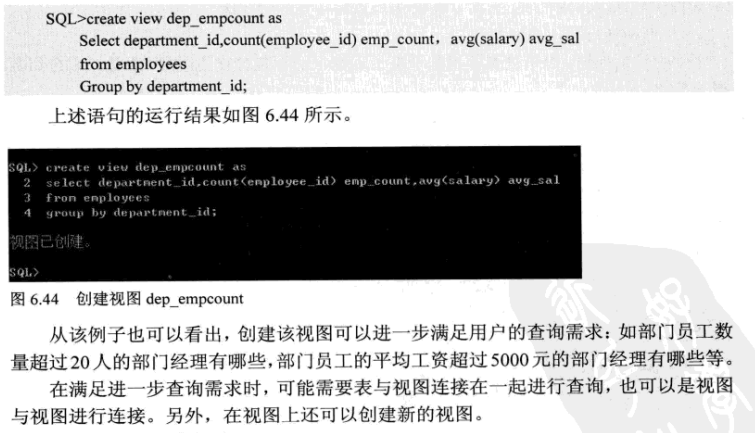 SQL>create view dep_empcount as
Select department_id,count(employee_id) emp_count，avg(salary) avg_sal
from employees
Group by department_id;
上述语句的运行结果如图 6.44 所示。
SQL> create view dep_empcount as
2 select department_id,count(employee_id) emp_count,avg(salary) avg_sal
3 from employees
4 group by department_id;
视图已创建。
SQL>
图 6.44 创建视图 dep_empcount
从该例子也可以看出，创建该视图可以进一步满足用户的查询需求：如部门员工数
量超过20人的部门经理有哪些，部门员工的平均工资超过5000元的部门经理有哪些等。
在满足进一步查询需求时，可能需要表与视图连接在一起进行查询，也可以是视图
与视图进行连接。另外，在视图上还可以创建新的视图。